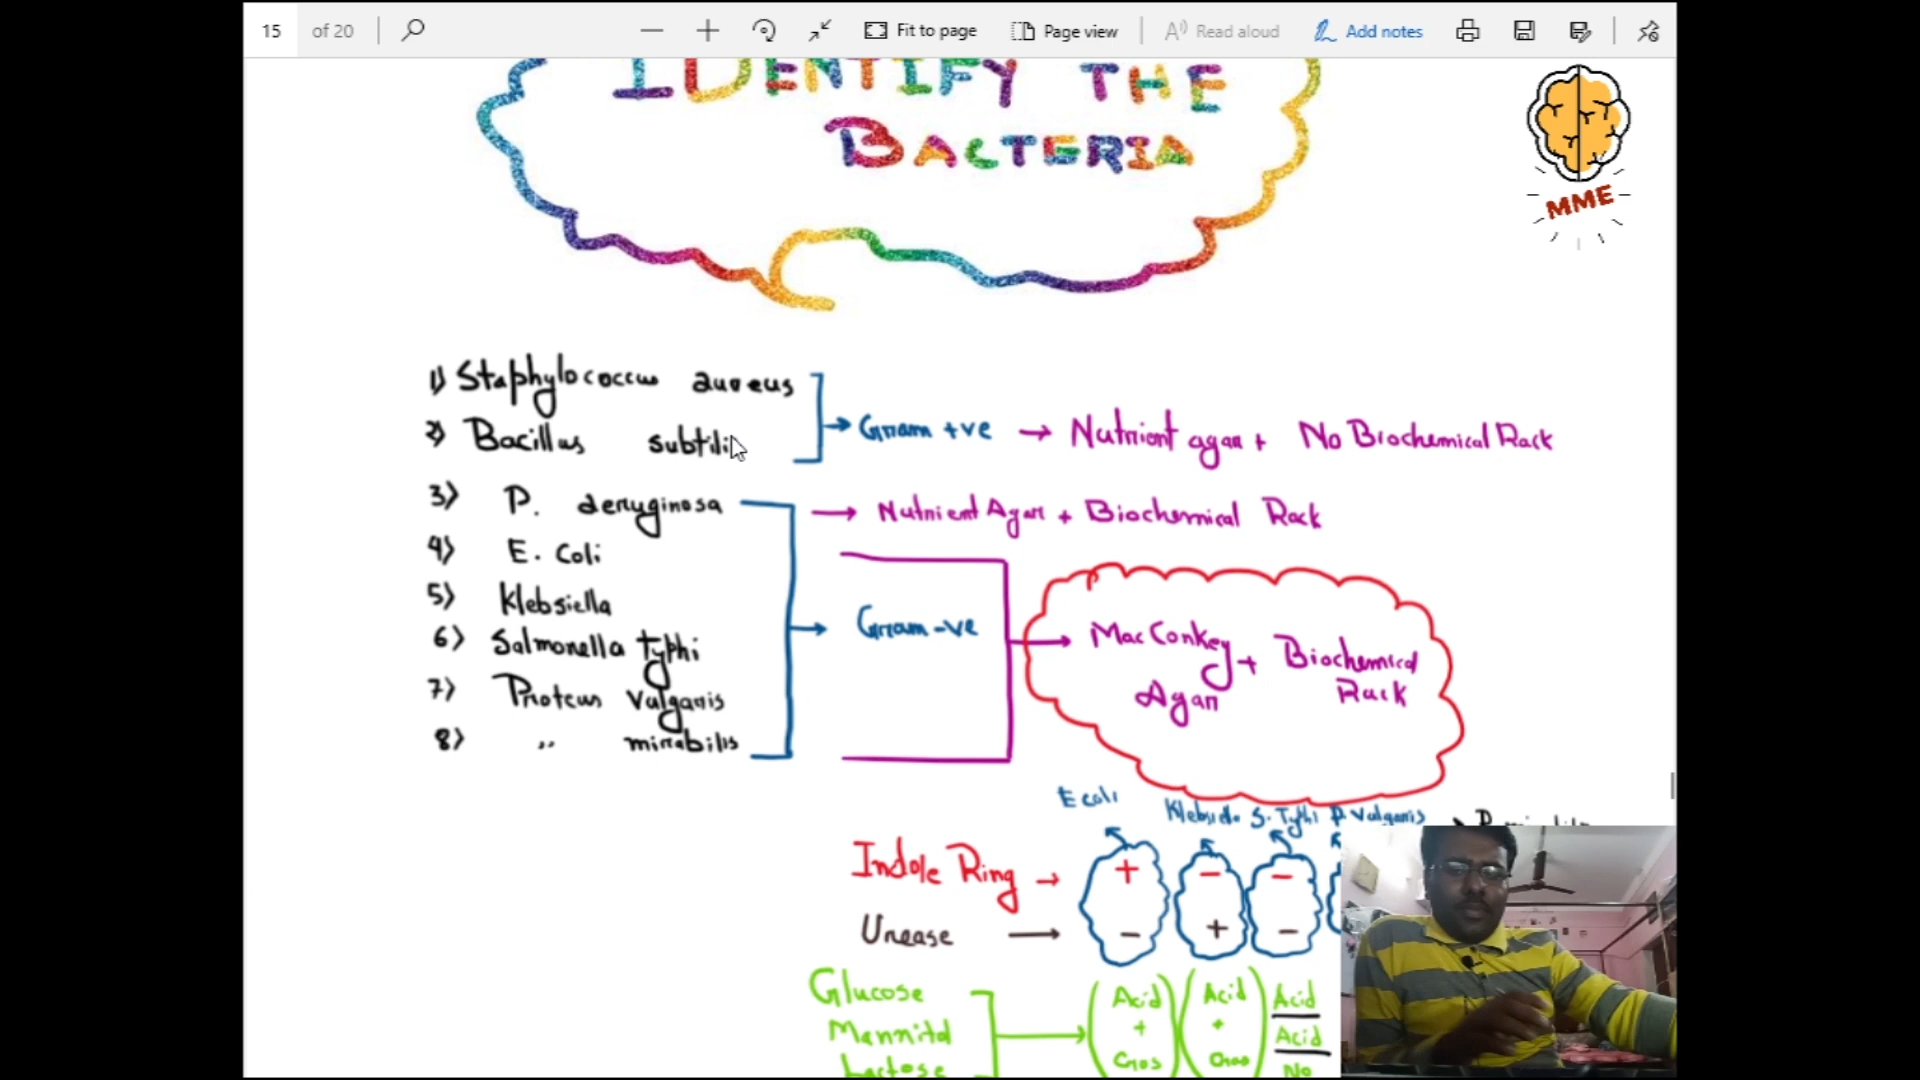 15 of 20 Fit to page Page view Read aloud Add notes
IDENTIFY THE
BACTERIA
MME
1) Staphylococcus aureus
2) Bacillus subtilis
Gram +ve → Nutrient agar + No Biochemical Rack
3) P. aeruginosa → Nutrient Agar + Biochemical Rack
4) E. Coli
5) Klebsiella
Gram -ve
6) Salmonella Typhi
7) Proteus Vulgaris
8) " mirabilis
MacConkey + Biochemical
Agar Rack
E coli S. Typhi P. Vulgaris
Indole Ring → + - -
Urease → - + -
Glucose
Mannitol
Lactose
Acid + Gas
Acid + Gas
Acid
Acid
No